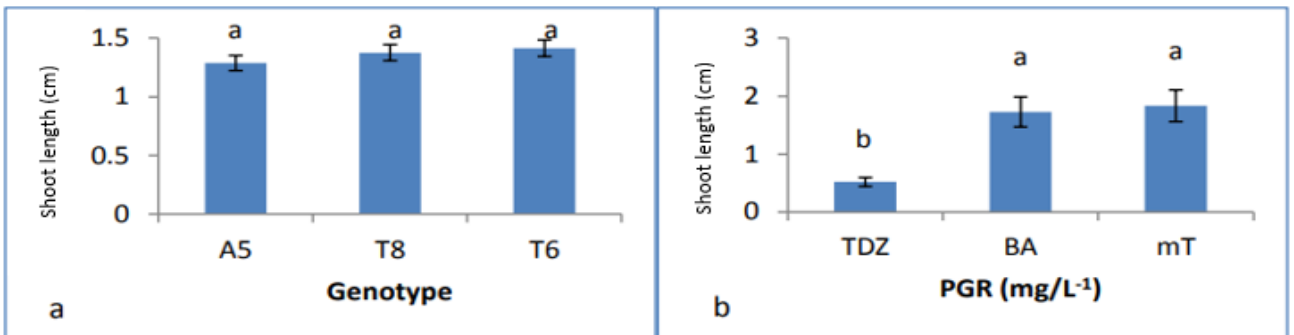 Shoot length (cm)
1.5
1
0.5
0
a
a
a
A5 T8 T6
Genotype
a
Shoot length (cm)
3
2
1
0
b
a
a
TDZ BA mT
PGR (mg/L⁻¹)
b